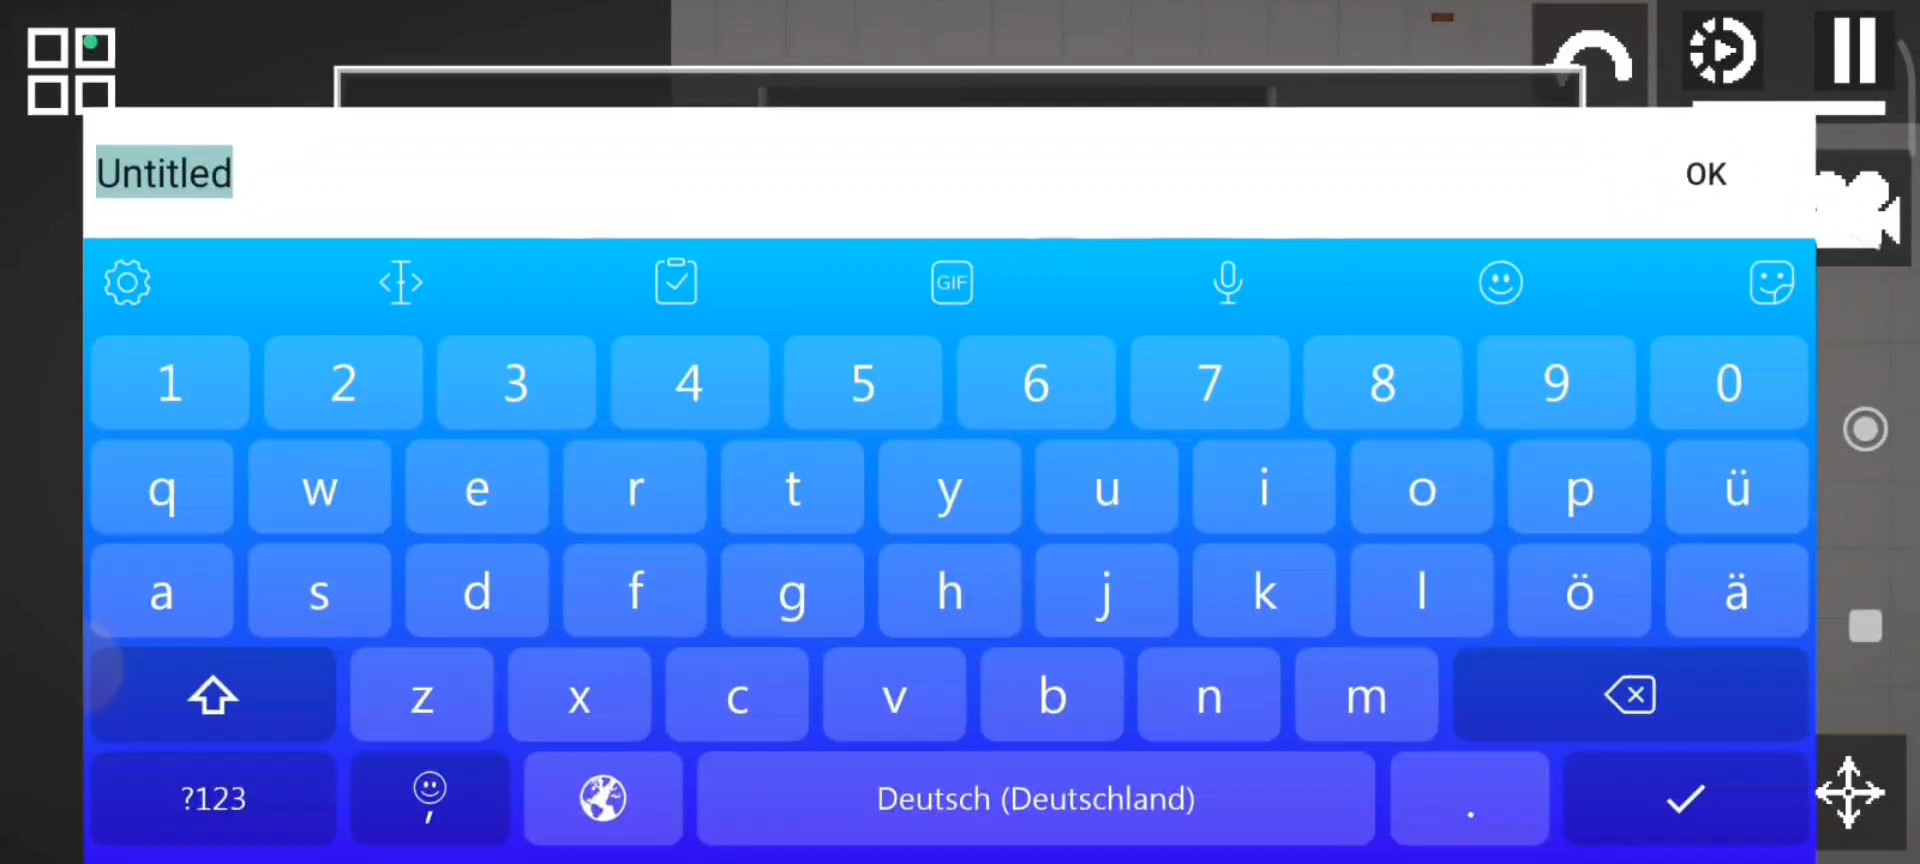 Untitled
OK
GIF
1 2 3 4 5 6 7 8 9 0
q w e r t y u i o p ü
a s d f g h j k l ö ä
z x c v b n m
?123 , Deutsch (Deutschland) .